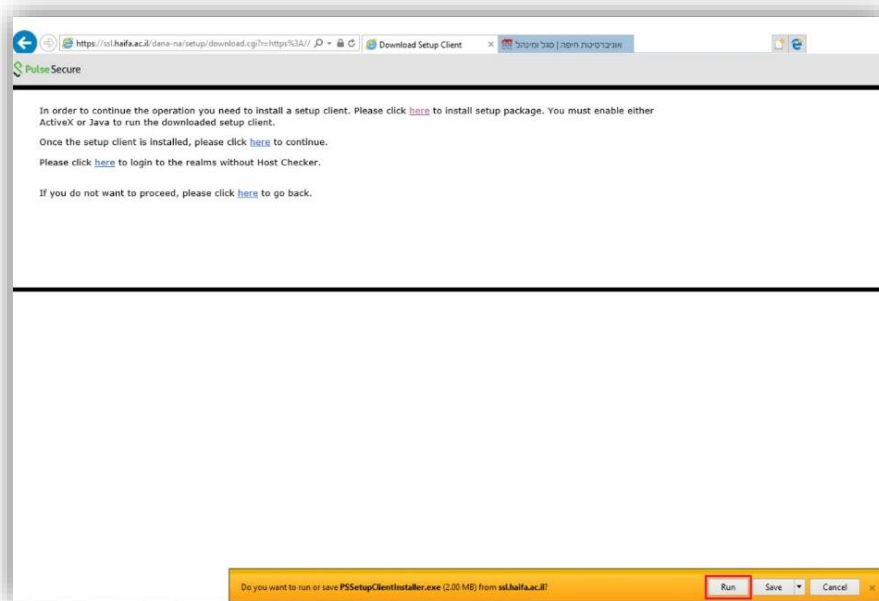 https://ssl.haifa.ac.il/dana-na/setup/download.cgi?r=https%3A//
Download Setup Client
אוניברסיטת חיפה | סגל ומינהל
Pulse Secure
In order to continue the operation you need to install a setup client. Please click here to install setup package. You must enable either
ActiveX or Java to run the downloaded setup client.
Once the setup client is installed, please click here to continue.
Please click here to login to the realms without Host Checker.
If you do not want to proceed, please click here to go back.
Do you want to run or save PSSetupClientInstaller.exe (2.00 MB) from ssl.haifa.ac.il?
Run
Save
Cancel